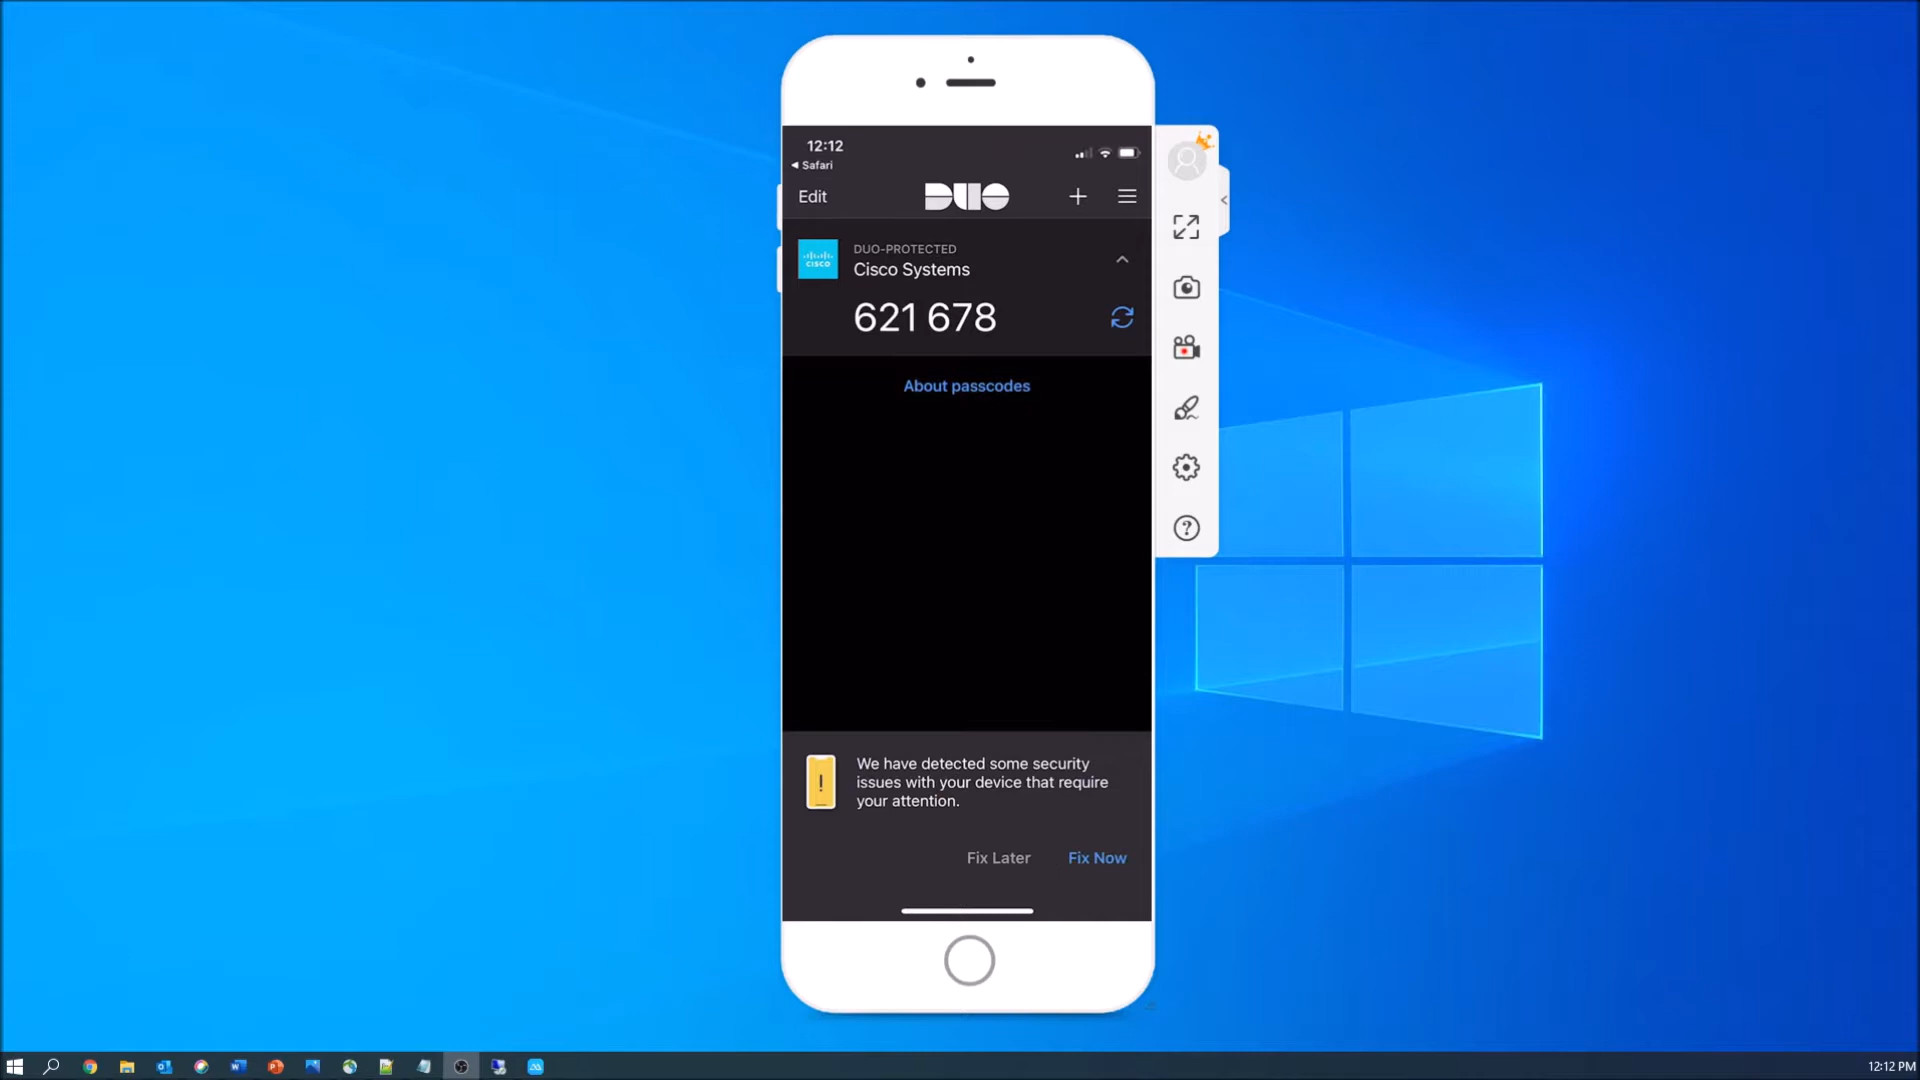 12:12
Safari
Edit
DUO
DUO-PROTECTED
Cisco Systems
CISCO
621 678
About passcodes
We have detected some security
issues with your device that require
your attention.
Fix Later
Fix Now
12:12 PM